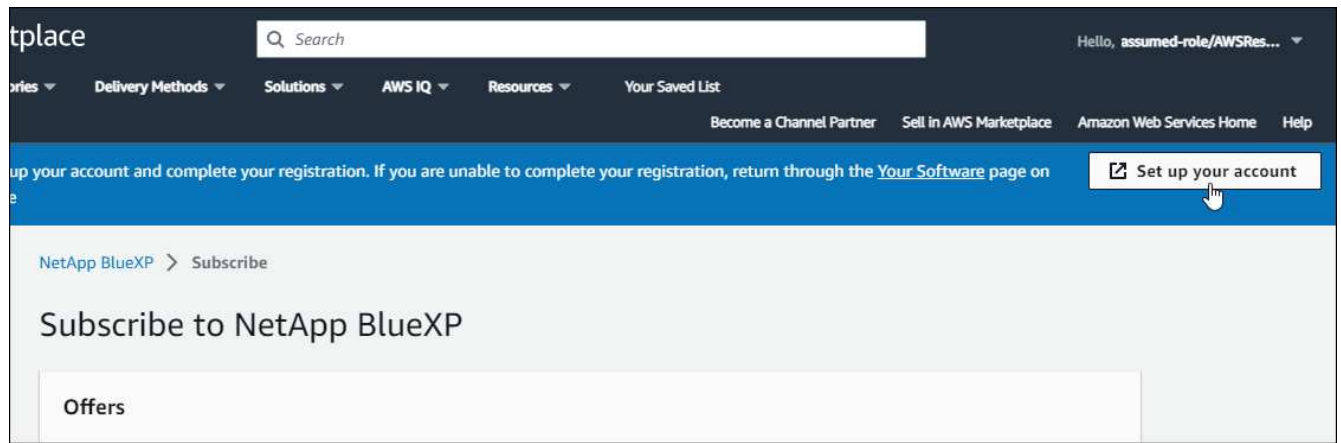 tplace
Search
Hello, assumed-role/AWSRes...
ories
Delivery Methods
Solutions
AWS IQ
Resources
Your Saved List
Become a Channel Partner
Sell in AWS Marketplace
Amazon Web Services Home
Help
up your account and complete your registration. If you are unable to complete your registration, return through the Your Software page on
e
Set up your account
NetApp BlueXP > Subscribe
Subscribe to NetApp BlueXP
Offers